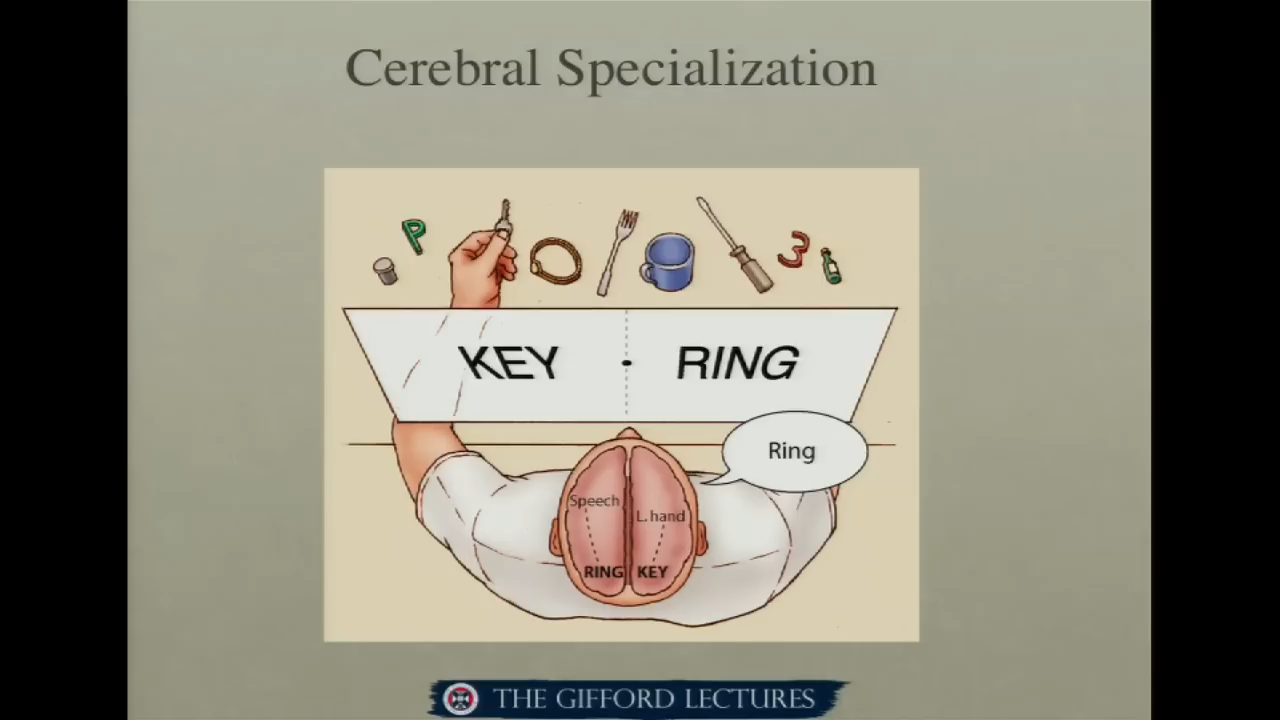 Cerebral Specialization
P
3
KEY · RING
Ring
Speech
L. hand
RING KEY
THE GIFFORD LECTURES